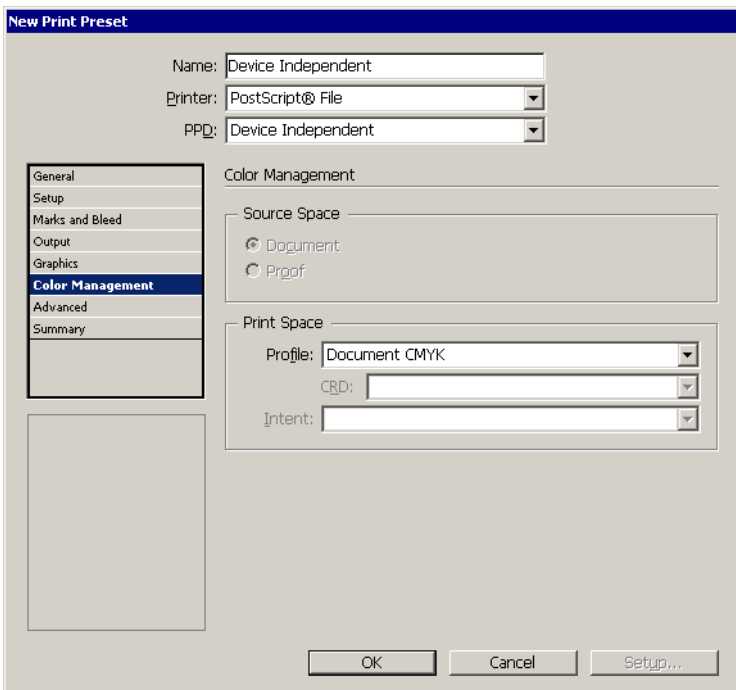 New Print Preset
Name: Device Independent
Printer: PostScript® File
PPD: Device Independent
General
Setup
Marks and Bleed
Output
Graphics
Color Management
Advanced
Summary
Color Management
Source Space
Document
Proof
Print Space
Profile: Document CMYK
CRD:
Intent:
OK Cancel Setup...